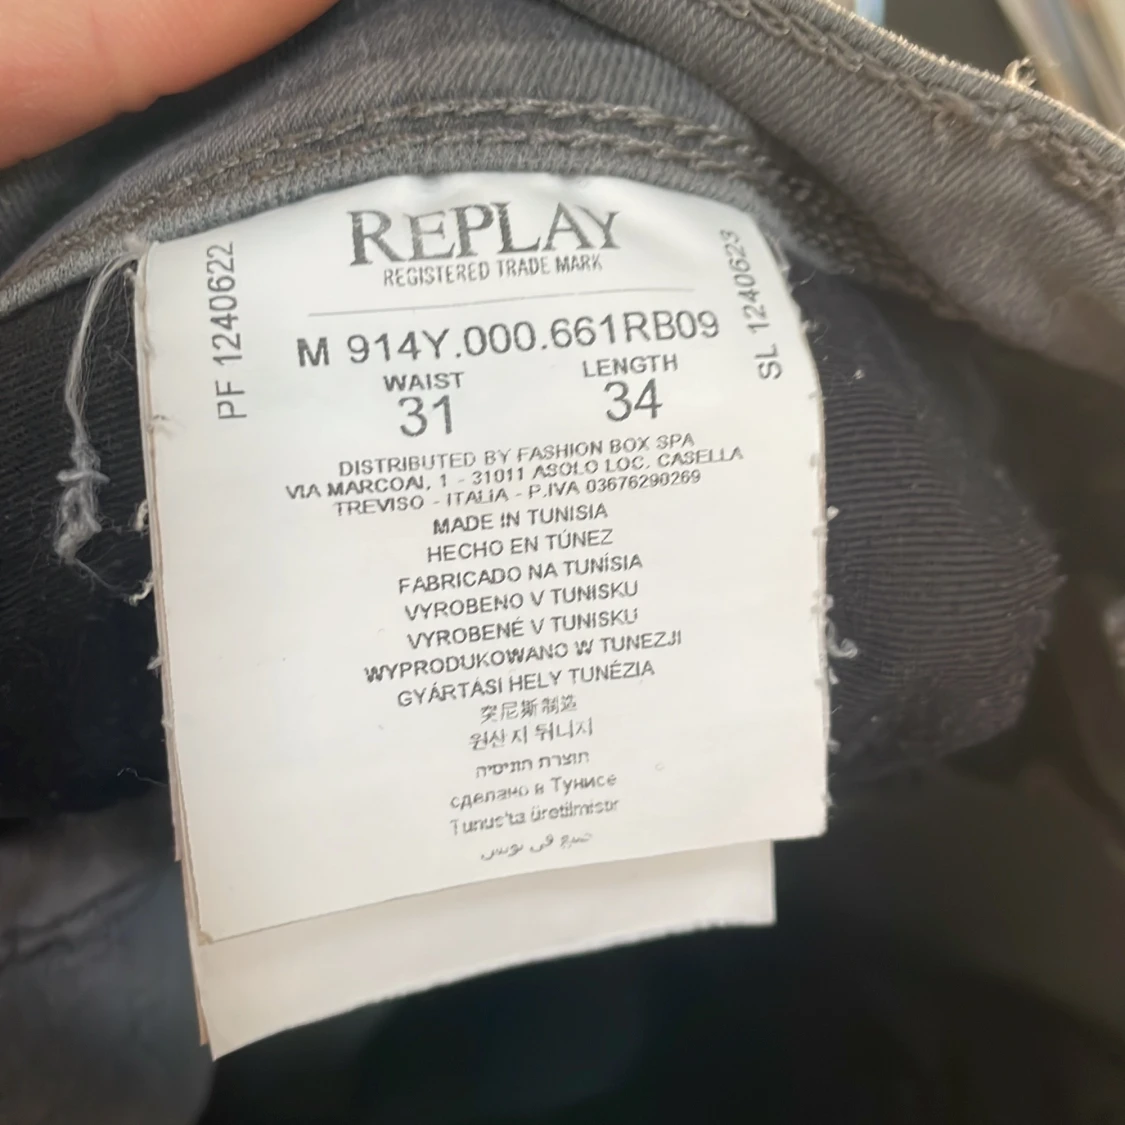 REPLAY
REGISTERED TRADE MARK
PF 1240622
SL 1240623
M 914Y.000.661RB09
WAIST LENGTH
31 34
DISTRIBUTED BY FASHION BOX SPA
VIA MARCOAI, 1 - 31011 ASOLO LOC. CASELLA
TREVISO - ITALIA - P.IVA 03676290269
MADE IN TUNISIA
HECHO EN TÚNEZ
FABRICADO NA TUNÍSIA
VYROBENO V TUNISKU
VYROBENÉ V TUNISKU
WYPRODUKOWANO W TUNEZJI
GYÁRTÁSI HELY TUNÉZIA
突尼斯制造
원산지 튀니지
תוצרת תוניסיה
сделано в Тунисе
Tunus'ta üretilmistir
صنع في تونس